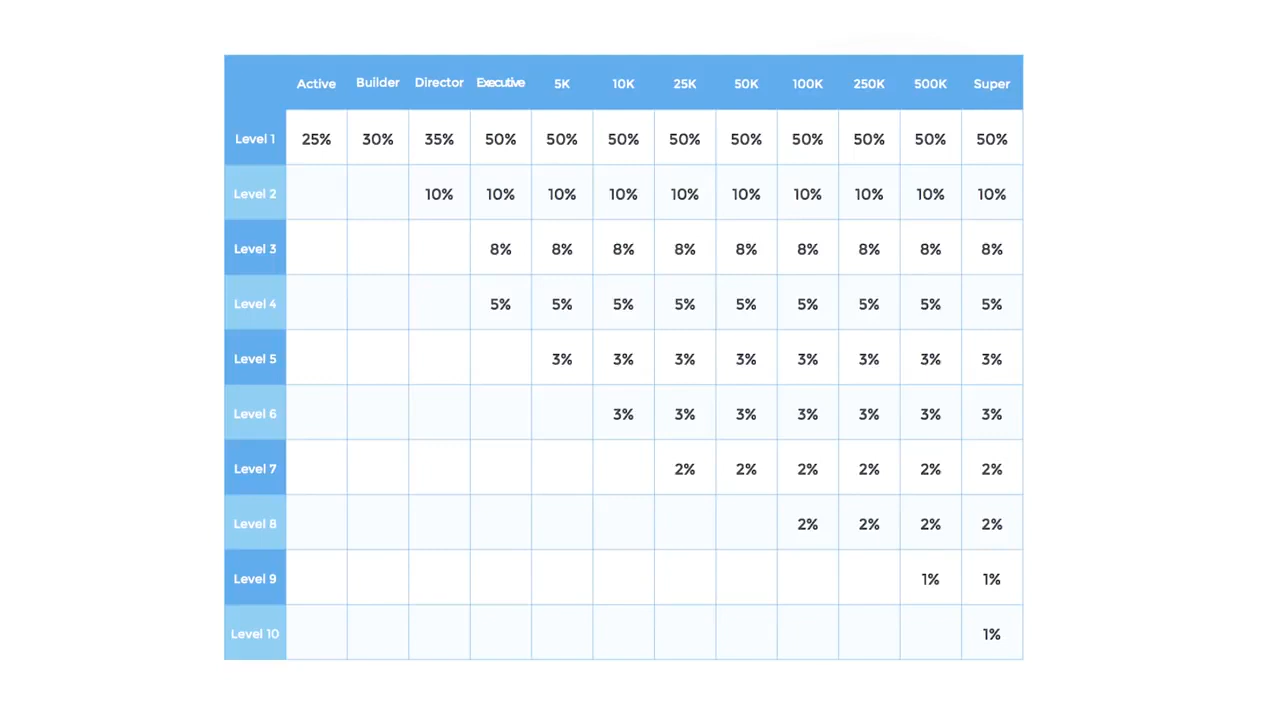 Active Builder Director Executive 5K 10K 25K 50K 100K 250K 500K Super
Level 1 25% 30% 35% 50% 50% 50% 50% 50% 50% 50% 50% 50%
Level 2 10% 10% 10% 10% 10% 10% 10% 10% 10% 10%
Level 3 8% 8% 8% 8% 8% 8% 8% 8% 8%
Level 4 5% 5% 5% 5% 5% 5% 5% 5% 5%
Level 5 3% 3% 3% 3% 3% 3% 3% 3%
Level 6 3% 3% 3% 3% 3% 3% 3%
Level 7 2% 2% 2% 2% 2% 2%
Level 8 2% 2% 2% 2%
Level 9 1% 1%
Level 10 1%